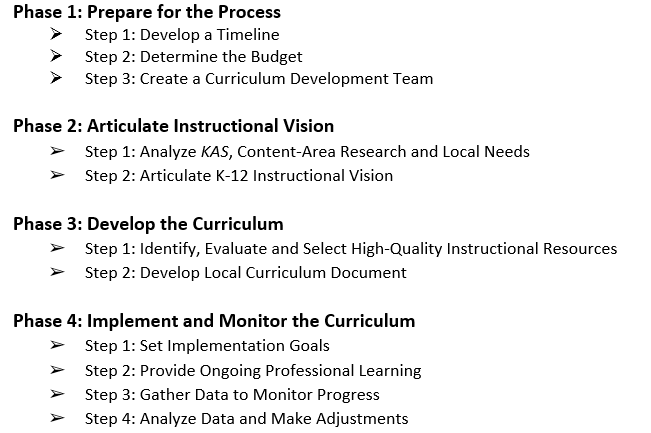 Phase 1: Prepare for the Process
➢ Step 1: Develop a Timeline
➢ Step 2: Determine the Budget
➢ Step 3: Create a Curriculum Development Team
Phase 2: Articulate Instructional Vision
➢ Step 1: Analyze KAS, Content-Area Research and Local Needs
➢ Step 2: Articulate K-12 Instructional Vision
Phase 3: Develop the Curriculum
➢ Step 1: Identify, Evaluate and Select High-Quality Instructional Resources
➢ Step 2: Develop Local Curriculum Document
Phase 4: Implement and Monitor the Curriculum
➢ Step 1: Set Implementation Goals
➢ Step 2: Provide Ongoing Professional Learning
➢ Step 3: Gather Data to Monitor Progress
➢ Step 4: Analyze Data and Make Adjustments